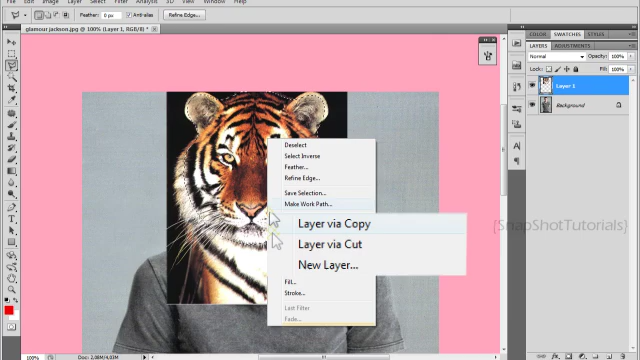 File Edit Image Layer Select Filter Analysis 3D View Window Help
Feather: 0 px Anti-alias Refine Edge...
glamour jackson.jpg @ 100% (Layer 1, RGB/8) *
COLOR SWATCHES STYLES
LAYERS ADJUSTMENTS
Normal Opacity: 100%
Lock: Fill: 100%
Layer 1
Background
Deselect
Select Inverse
Feather...
Refine Edge...
Save Selection...
Make Work Path...
Layer via Copy
Layer via Cut
New Layer...
Fill...
Stroke...
Last Filter
Fade...
{SnapShotTutorials}
100% Doc: 2,08M/4,03M